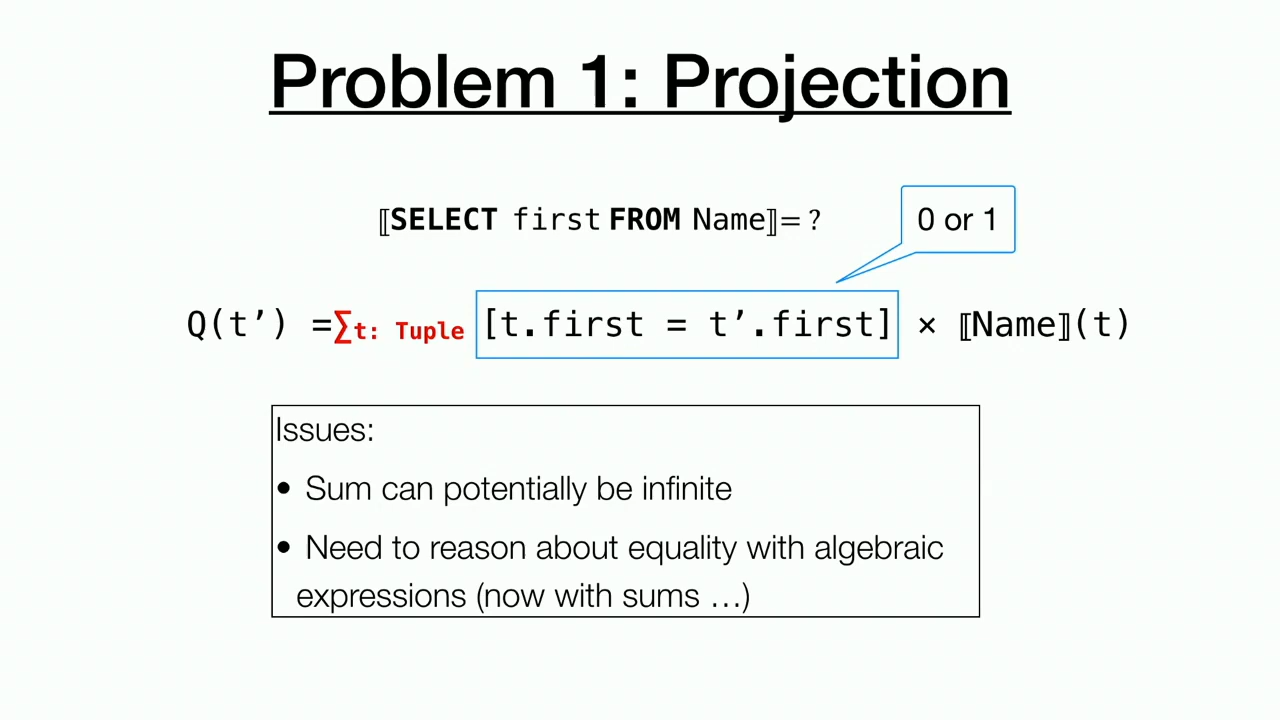 Problem 1: Projection
⟦SELECT first FROM Name⟧= ?
0 or 1
Q(t’) =∑t: Tuple [t.first = t’.first] × ⟦Name⟧(t)
Issues:
• Sum can potentially be infinite
• Need to reason about equality with algebraic
expressions (now with sums …)